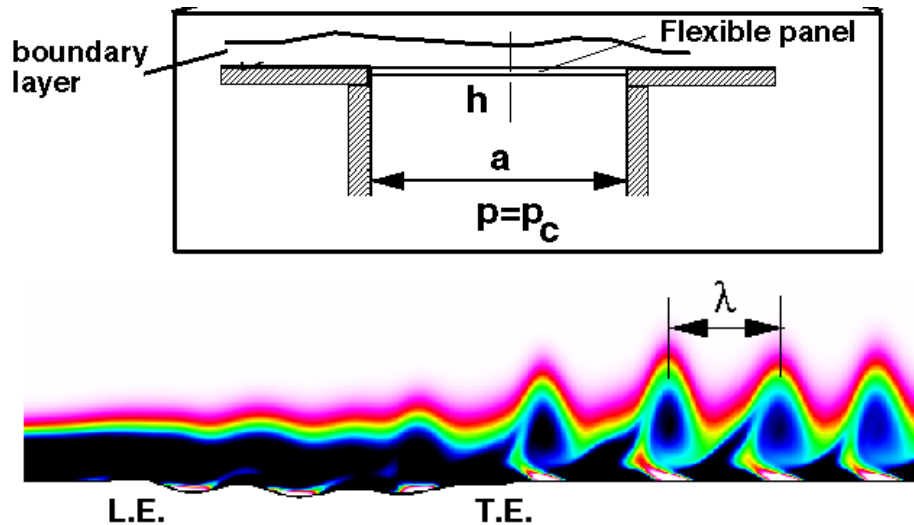 boundary
layer
Flexible panel
h
a
p=pc
λ
L.E.
T.E.